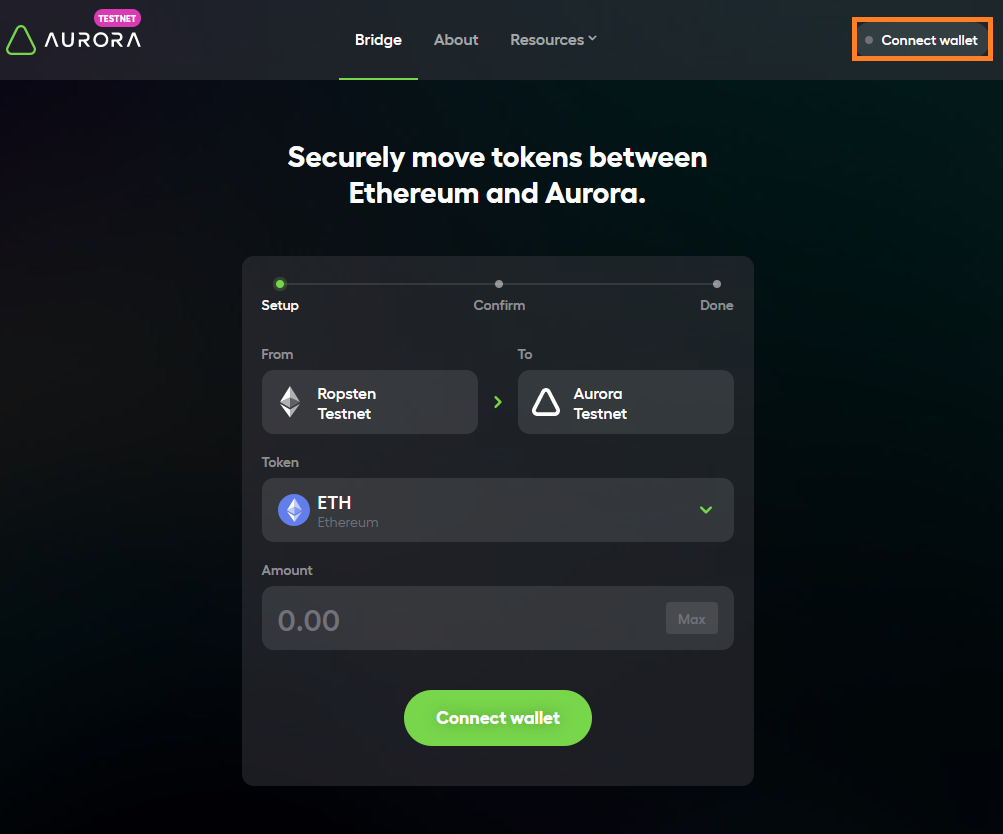 TESTNET
AURORA
Bridge
About
Resources
Connect wallet
Securely move tokens between
Ethereum and Aurora.
Setup
Confirm
Done
From
To
Ropsten
Testnet
Aurora
Testnet
Token
ETH
Ethereum
Amount
0.00
Max
Connect wallet